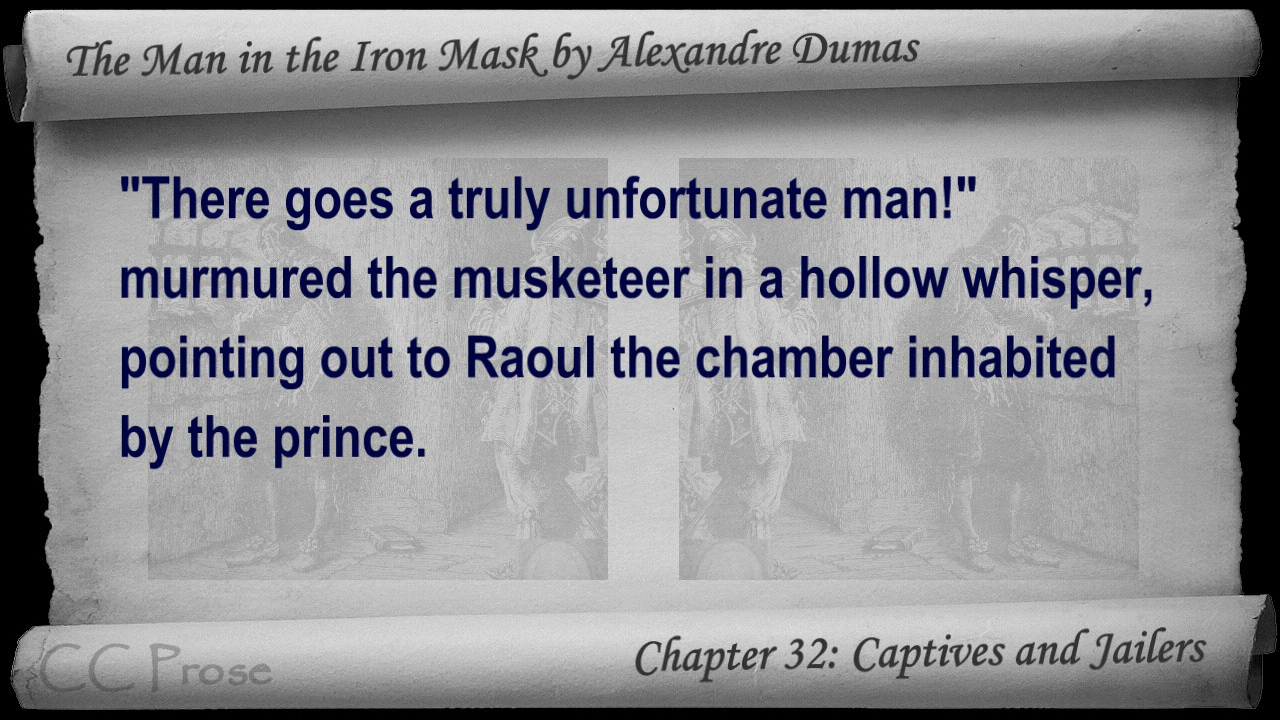 The Man in the Iron Mask by Alexandre Dumas
"There goes a truly unfortunate man!"
murmured the musketeer in a hollow whisper,
pointing out to Raoul the chamber inhabited
by the prince.
CC Prose
Chapter 32: Captives and Jailers